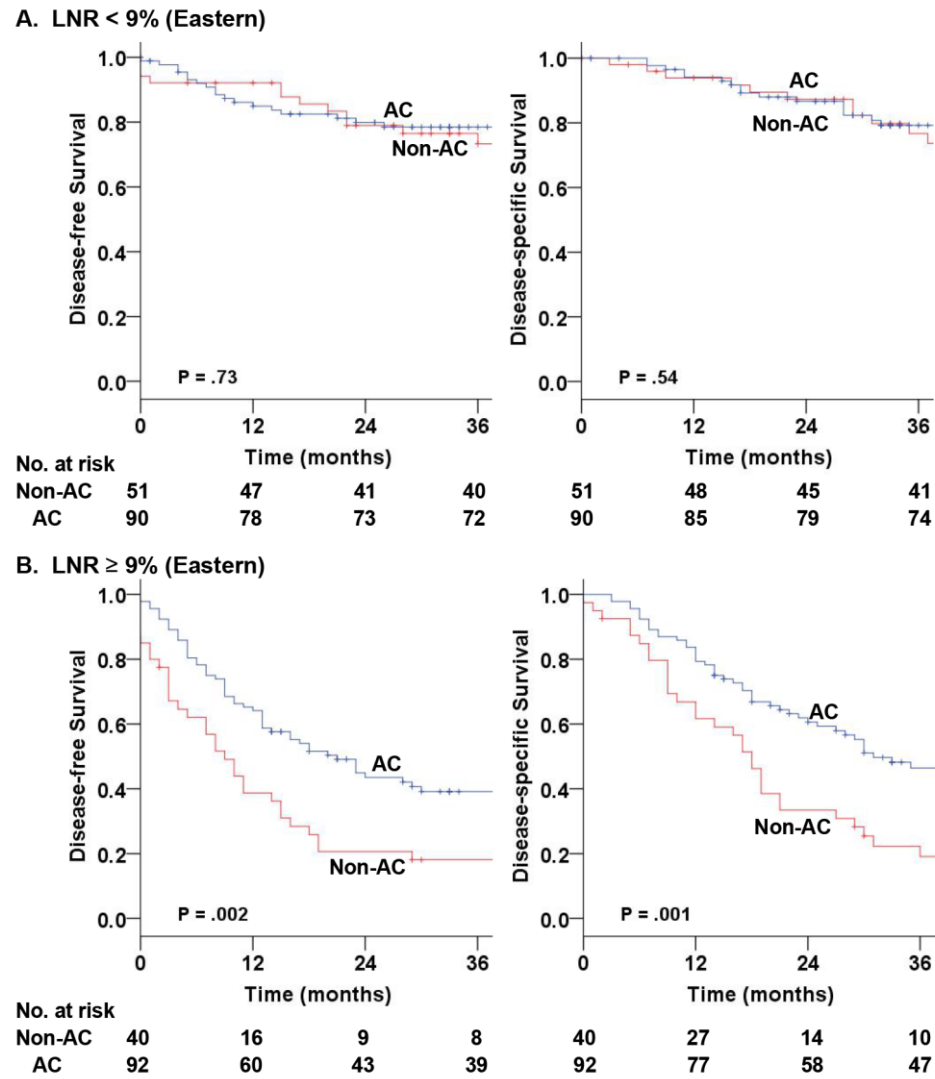 A. LNR < 9% (Eastern)
Disease-free Survival
1.0
0.8
0.6
0.4
0.2
0.0
AC
Non-AC
P = .73
0 12 24 36
Time (months)
Disease-specific Survival
1.0
0.8
0.6
0.4
0.2
0.0
AC
Non-AC
P = .54
0 12 24 36
Time (months)
No. at risk
Non-AC 51 47 41 40 51 48 45 41
AC 90 78 73 72 90 85 79 74
B. LNR ≥ 9% (Eastern)
Disease-free Survival
1.0
0.8
0.6
0.4
0.2
0.0
AC
Non-AC
P = .002
0 12 24 36
Time (months)
Disease-specific Survival
1.0
0.8
0.6
0.4
0.2
0.0
AC
Non-AC
P = .001
0 12 24 36
Time (months)
No. at risk
Non-AC 40 16 9 8 40 27 14 10
AC 92 60 43 39 92 77 58 47